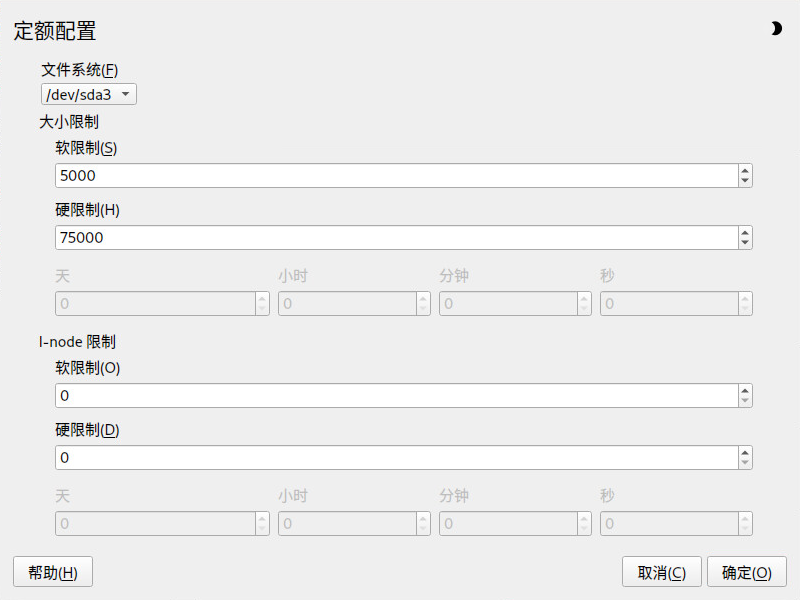 定额配置
文件系统(F)
/dev/sda3
大小限制
软限制(S)
5000
硬限制(H)
75000
天 小时 分钟 秒
0 0 0 0
I-node 限制
软限制(O)
0
硬限制(D)
0
天 小时 分钟 秒
0 0 0 0
帮助(H) 取消(C) 确定(O)